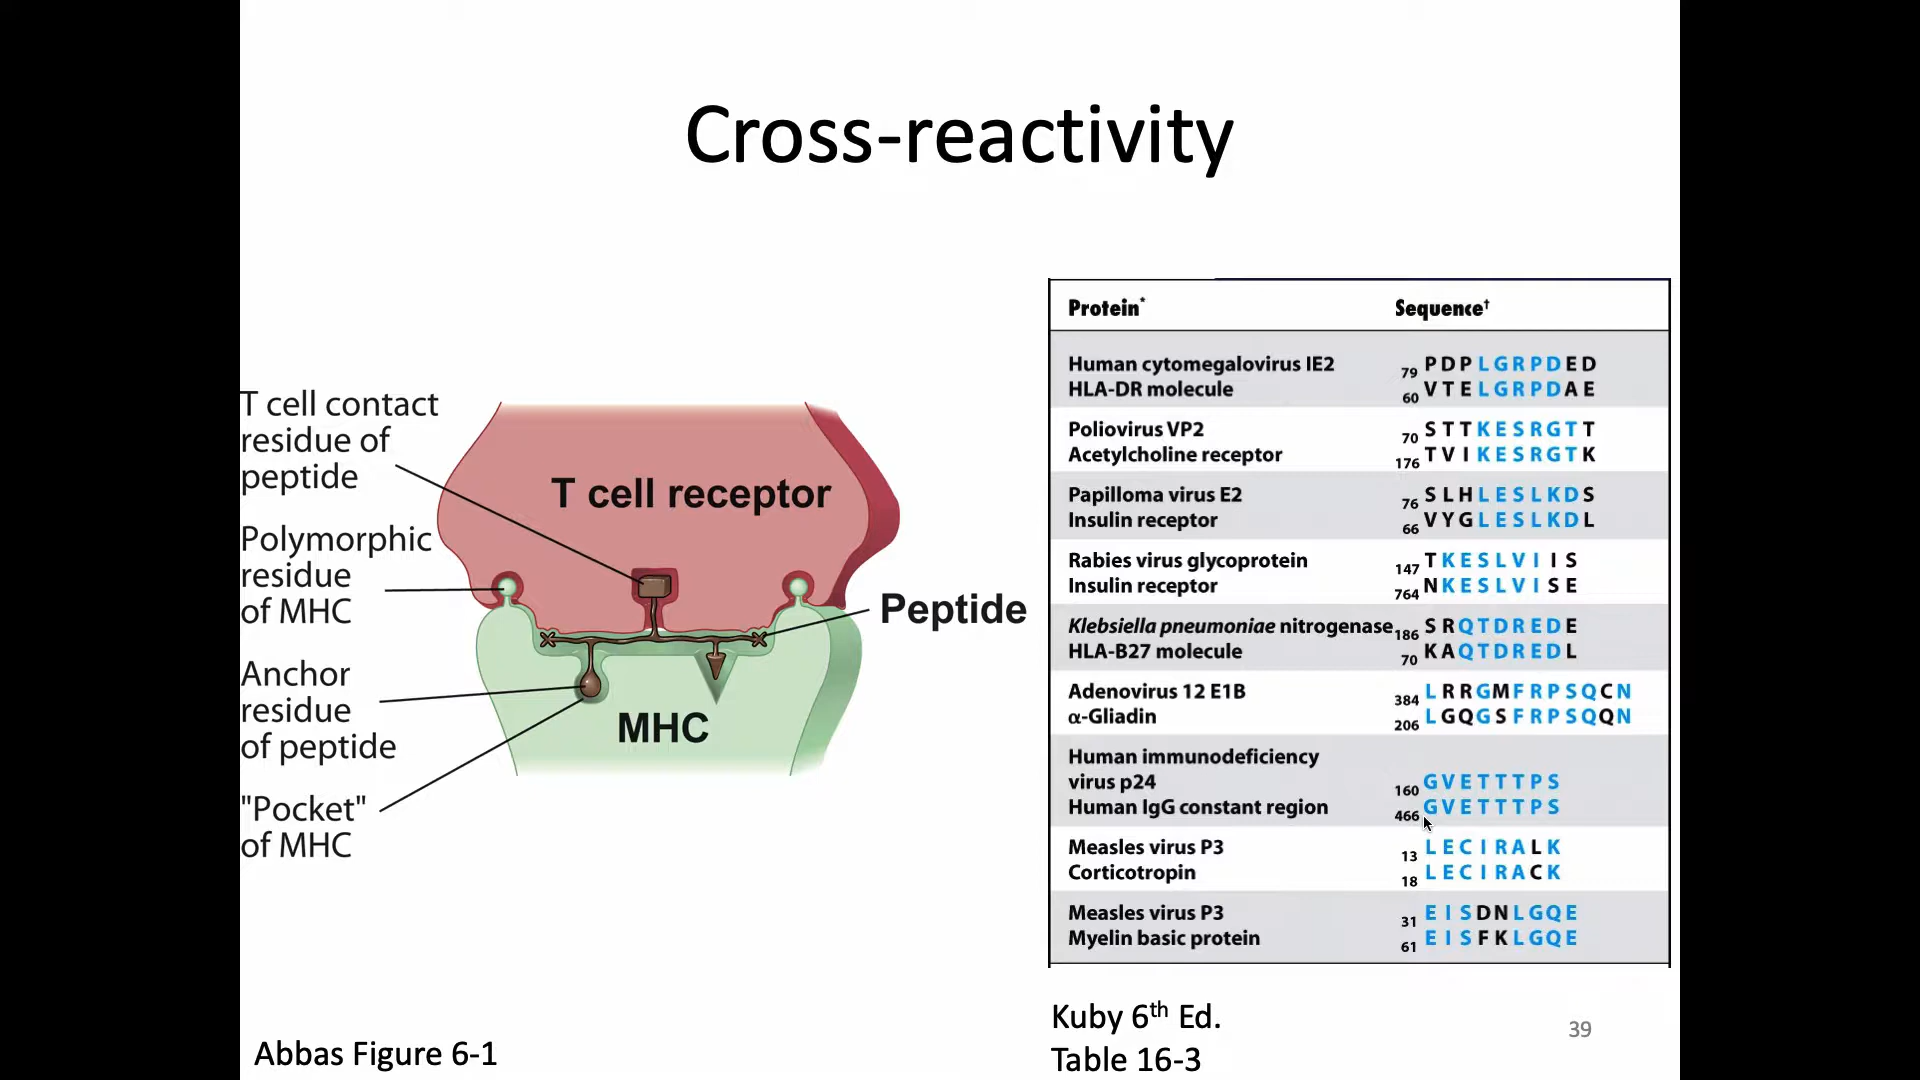 Cross-reactivity
T cell contact
residue of
peptide
Polymorphic
residue
of MHC
Anchor
residue
of peptide
"Pocket"
of MHC
T cell receptor
Peptide
MHC
Abbas Figure 6-1
Protein* Sequence†
Human cytomegalovirus IE2 79 PDPLGRPDED
HLA-DR molecule 60 VTELGRPDAE
Poliovirus VP2 70 STTKESRGTT
Acetylcholine receptor 176 TVIKESRGTK
Papilloma virus E2 76 SLHLESLKDS
Insulin receptor 66 VYGLESLKDL
Rabies virus glycoprotein 147 TKESLVIIS
Insulin receptor 764 NKESLVISE
Klebsiella pneumoniae nitrogenase 186 SRQTDREDE
HLA-B27 molecule 70 KAQTDREDL
Adenovirus 12 E1B 384 LRRGMFRPSQCN
α-Gliadin 206 LGQGSFRPSQQN
Human immunodeficiency
virus p24 160 GVETTTPS
Human IgG constant region 466 GVETTTPS
Measles virus P3 13 LECIRALK
Corticotropin 18 LECIRACK
Measles virus P3 31 EISDNLGQE
Myelin basic protein 61 EISFKLGQE
Kuby 6th Ed.
Table 16-3
39